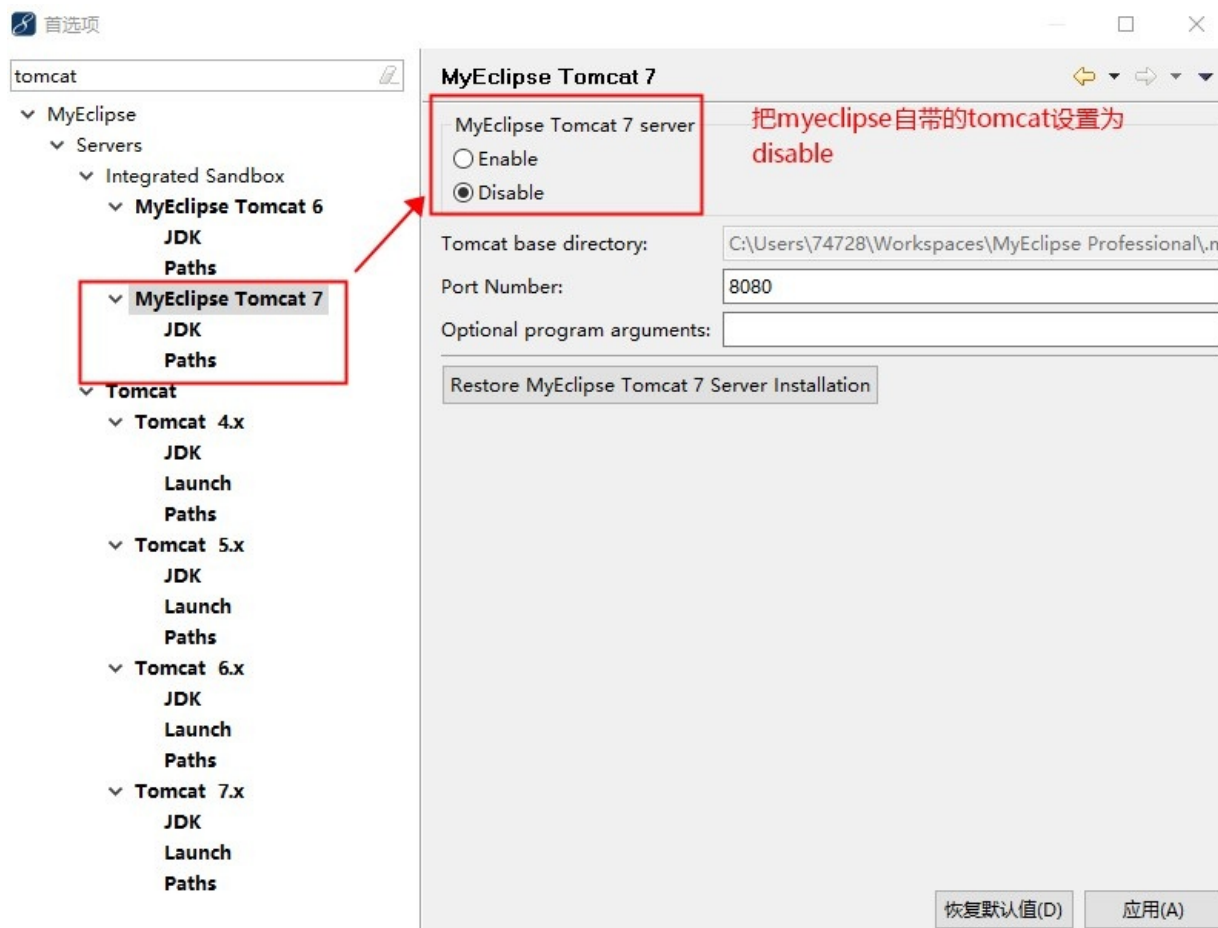 首选项
tomcat
MyEclipse
Servers
Integrated Sandbox
MyEclipse Tomcat 6
JDK
Paths
MyEclipse Tomcat 7
JDK
Paths
Tomcat
Tomcat 4.x
JDK
Launch
Paths
Tomcat 5.x
JDK
Launch
Paths
Tomcat 6.x
JDK
Launch
Paths
Tomcat 7.x
JDK
Launch
Paths
MyEclipse Tomcat 7
MyEclipse Tomcat 7 server
Enable
Disable
把myeclipse自带的tomcat设置为
disable
Tomcat base directory: C:\Users\74728\Workspaces\MyEclipse Professional\.m
Port Number: 8080
Optional program arguments:
Restore MyEclipse Tomcat 7 Server Installation
恢复默认值(D) 应用(A)